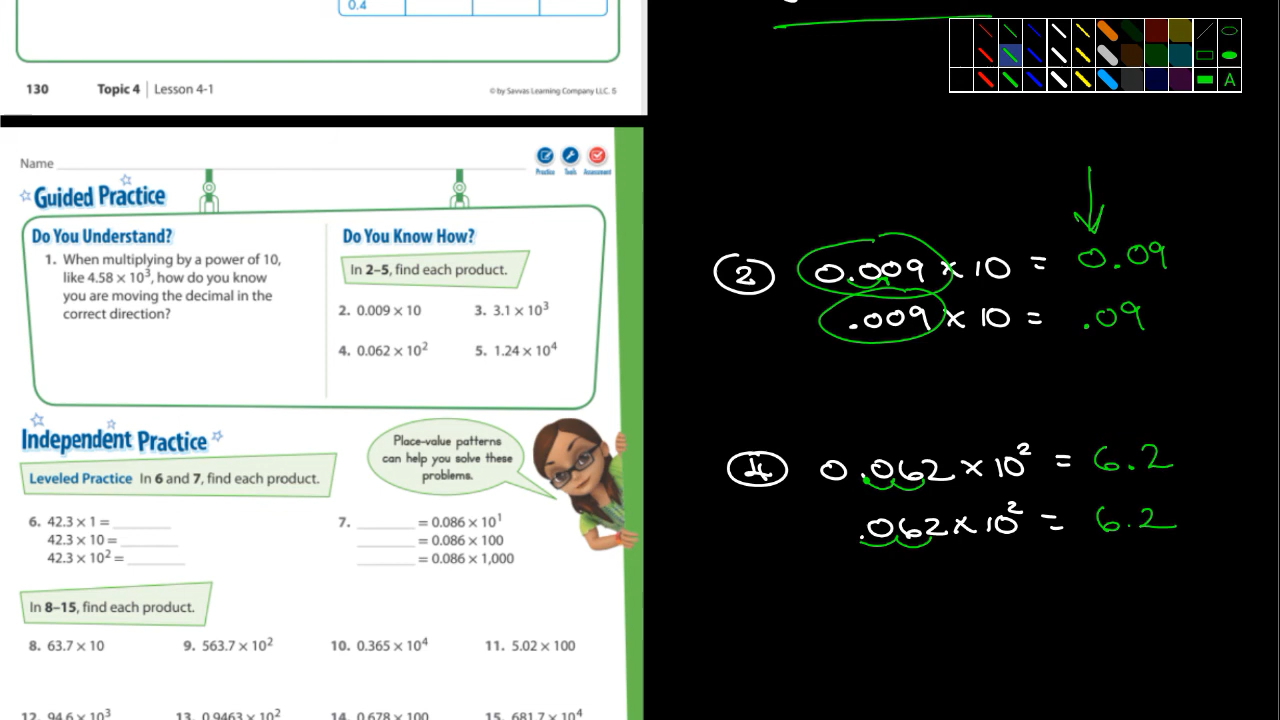 0.4
130 Topic 4 | Lesson 4-1 © by Savvas Learning Company LLC. 5
Name
Practice Tools Assessment
Guided Practice
Do You Understand?
1. When multiplying by a power of 10,
like 4.58 × 10³, how do you know
you are moving the decimal in the
correct direction?
Do You Know How?
In 2–5, find each product.
2. 0.009 × 10 3. 3.1 × 10³
4. 0.062 × 10² 5. 1.24 × 10⁴
Independent Practice
Leveled Practice In 6 and 7, find each product.
Place-value patterns
can help you solve these
problems.
6. 42.3 × 1 = ________
42.3 × 10 = ________
42.3 × 10² = ________
7. ________ = 0.086 × 10¹
________ = 0.086 × 100
________ = 0.086 × 1,000
In 8–15, find each product.
8. 63.7 × 10 9. 563.7 × 10² 10. 0.365 × 10⁴ 11. 5.02 × 100
12. 94.6 × 10³ 13. 0.9463 × 10² 14. 0.678 × 100 15. 681.7 × 10⁴
A
2 0.009 × 10 = 0.09
.009 × 10 = .09
4 0.062 × 10² = 6.2
.062 × 10² = 6.2